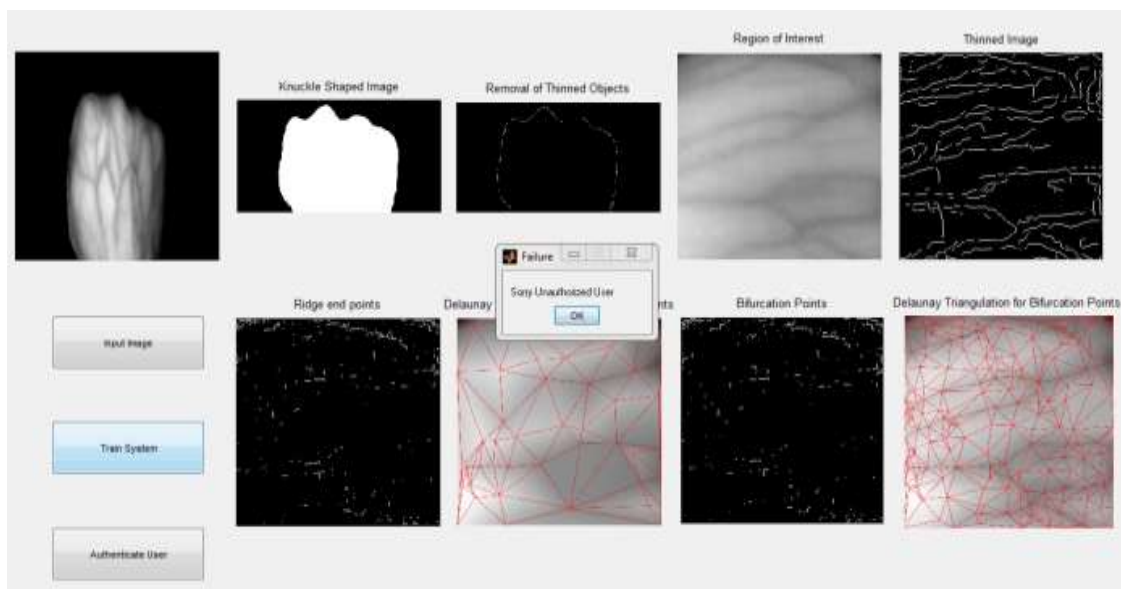 Region of Interest
Thinned Image
Knuckle Shaped Image
Removal of Thinned Objects
Failure
Sorry Unauthorized User
OK
Ridge end points
Delaunay
nts
Bifurcation Points
Delaunay Triangulation for Bifurcation Points
Input Image
Train System
Authenticate User